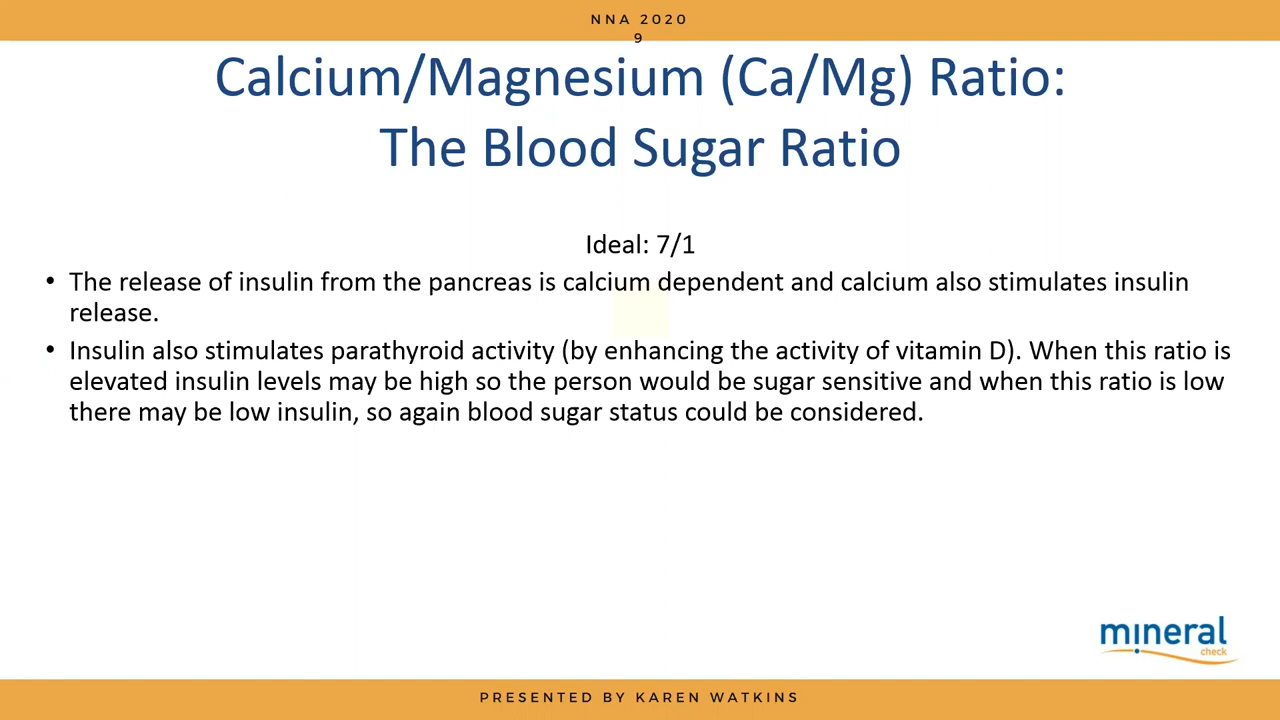 NNA 2020
9
Calcium/Magnesium (Ca/Mg) Ratio:
The Blood Sugar Ratio
Ideal: 7/1
• The release of insulin from the pancreas is calcium dependent and calcium also stimulates insulin
release.
• Insulin also stimulates parathyroid activity (by enhancing the activity of vitamin D). When this ratio is
elevated insulin levels may be high so the person would be sugar sensitive and when this ratio is low
there may be low insulin, so again blood sugar status could be considered.
mineral
check
PRESENTED BY KAREN WATKINS